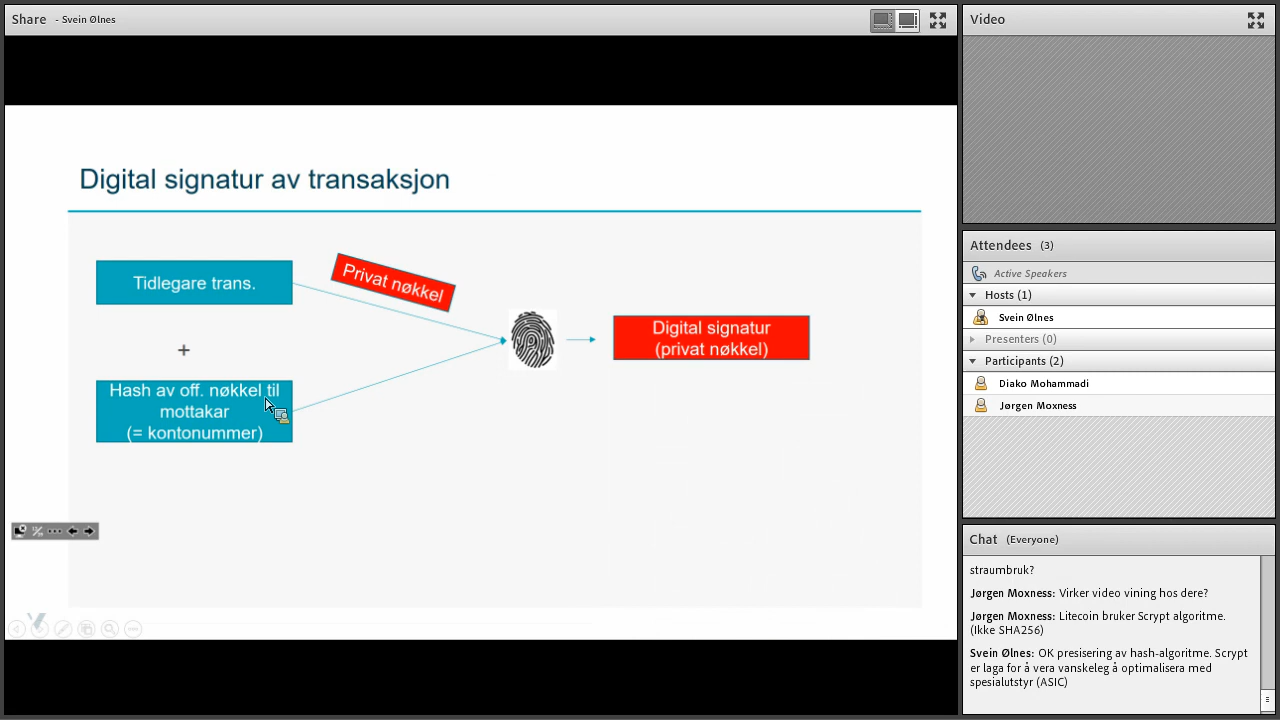 Share - Svein Ølnes
Digital signatur av transaksjon
Tidlegare trans.
Privat nøkkel
+
Hash av off. nøkkel til
mottakar
(= kontonummer)
Digital signatur
(privat nøkkel)
Video
Attendees (3)
Active Speakers
Hosts (1)
Svein Ølnes
Presenters (0)
Participants (2)
Diako Mohammadi
Jørgen Moxness
Chat (Everyone)
straumbruk?
Jørgen Moxness: Virker video vining hos dere?
Jørgen Moxness: Litecoin bruker Scrypt algoritme.
(Ikke SHA256)
Svein Ølnes: OK presisering av hash-algoritme. Scrypt
er laga for å vera vanskeleg å optimalisera med
spesialutstyr (ASIC)